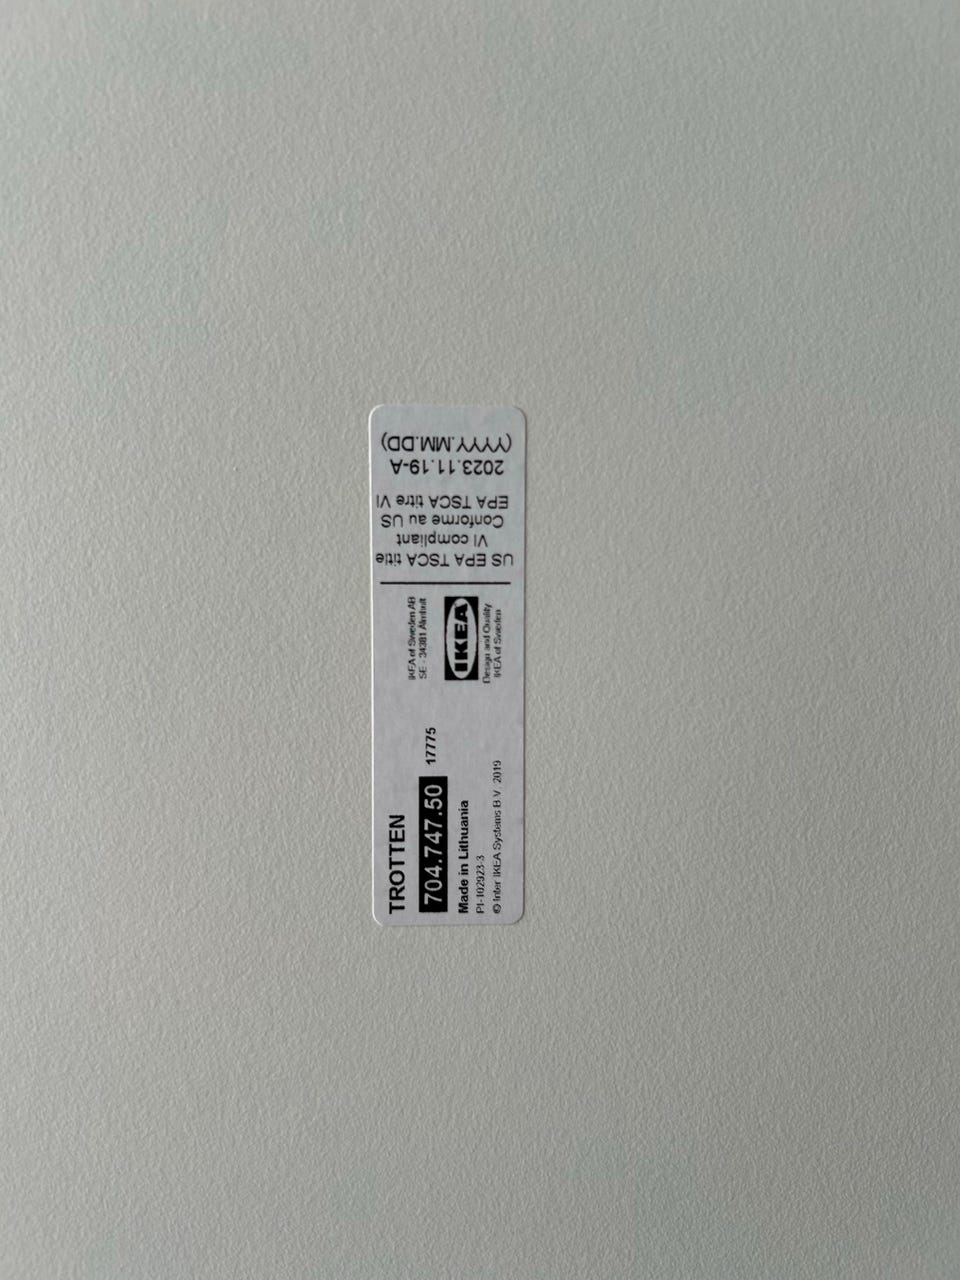 TROTTEN
704.747.50
17775
Made in Lithuania
PI-102923-3
© Inter IKEA Systems B.V. 2019
IKEA of Sweden AB
SE - 34381 Älmhult
IKEA
Design and Quality
IKEA of Sweden
US EPA TSCA title
VI compliant
Conforme au US
EPA TSCA titre VI
2023.11.19-A
(YYYY.MM.DD)